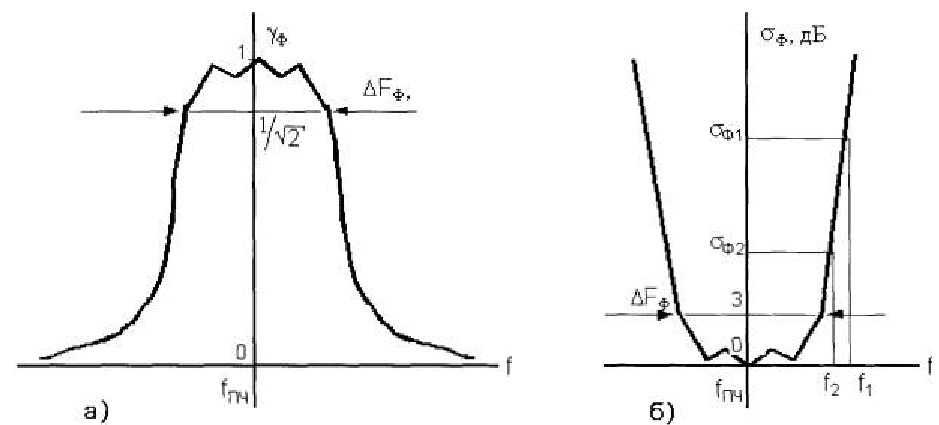 γФ
1
ΔFФ,
1/√2
0
f
fПЧ
а)
σФ, дБ
σФ1
σФ2
ΔFФ
3
0
f
fПЧ
f2
f1
б)